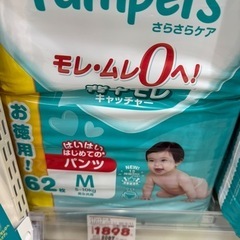 Pampers
さらさらケア
モレ・ムレ0へ!
キャッチャー
お徳用!
はいはい
はじめての
パンツ
M
62枚
1898